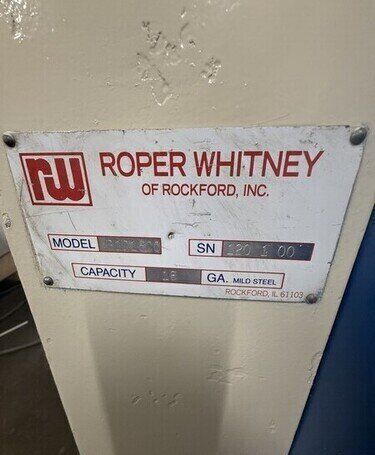 rw ROPER WHITNEY
OF ROCKFORD, INC.
MODEL SN
CAPACITY GA. MILD STEEL
ROCKFORD, IL 61103